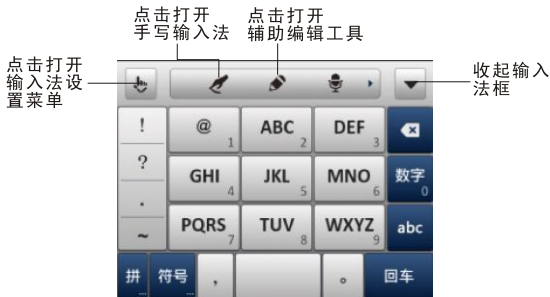 点击打开
手写输入法
点击打开
辅助编辑工具
点击打开
输入法设
置菜单
收起输入
法框
! @ 1 ABC 2 DEF 3
? GHI 4 JKL 5 MNO 6 数字 0
. PQRS 7 TUV 8 WXYZ 9 abc
~
拼... 符号... , 。 回车